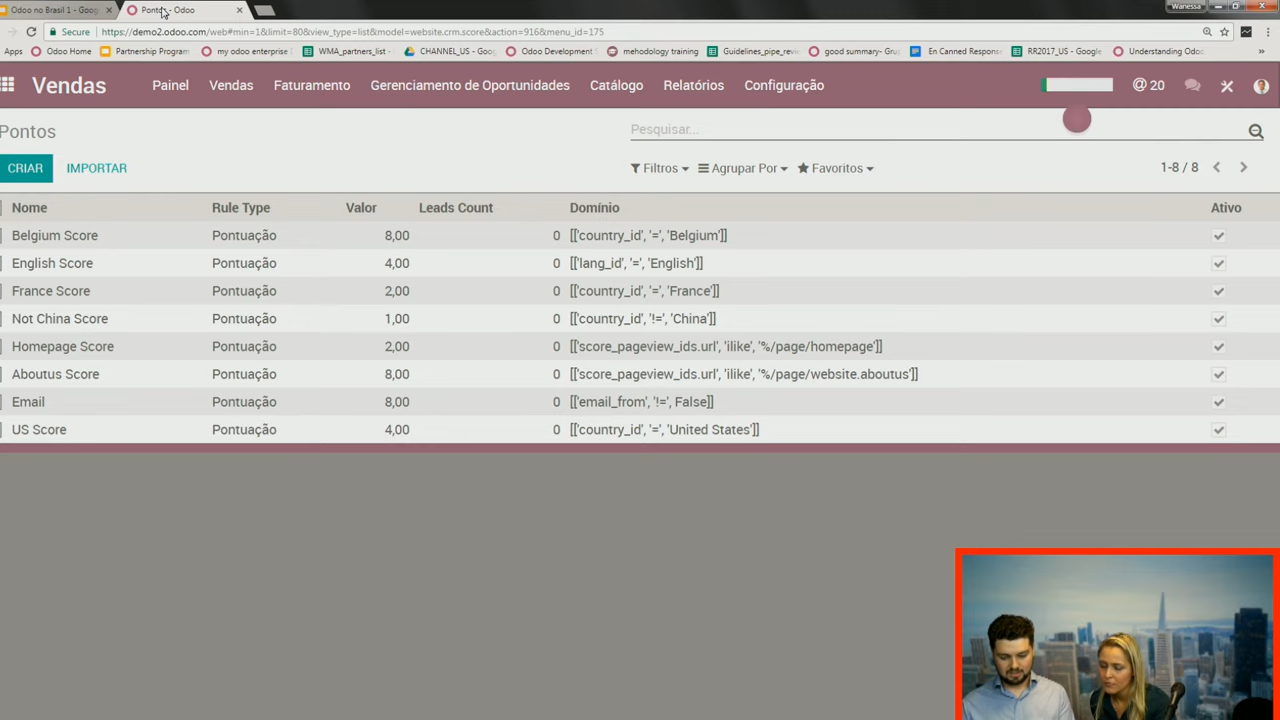 Odoo no Brasil 1 - Goog
Pontos - Odoo
Wanessa
Secure https://demo2.odoo.com/web#min=1&limit=80&view_type=list&model=website.crm.score&action=916&menu_id=175
Apps Odoo Home Partnership Program my odoo enterprise WMA_partners_list - CHANNEL_US - Goo Odoo Development mehodology training Guidelines_pipe_revie good summary- Gru En Canned Response RR2017_US - Google Understanding Odoo »
Vendas Painel Vendas Faturamento Gerenciamento de Oportunidades Catálogo Relatórios Configuração @ 20
Pontos Pesquisar...
CRIAR IMPORTAR Filtros Agrupar Por Favoritos 1-8 / 8
Nome Rule Type Valor Leads Count Domínio Ativo
Belgium Score Pontuação 8,00 0 [['country_id', '=', 'Belgium']]
English Score Pontuação 4,00 0 [['lang_id', '=', 'English']]
France Score Pontuação 2,00 0 [['country_id', '=', 'France']]
Not China Score Pontuação 1,00 0 [['country_id', '!=', 'China']]
Homepage Score Pontuação 2,00 0 [['score_pageview_ids.url', 'ilike', '%/page/homepage']]
Aboutus Score Pontuação 8,00 0 [['score_pageview_ids.url', 'ilike', '%/page/website.aboutus']]
Email Pontuação 8,00 0 [['email_from', '!=', False]]
US Score Pontuação 4,00 0 [['country_id', '=', 'United States']]